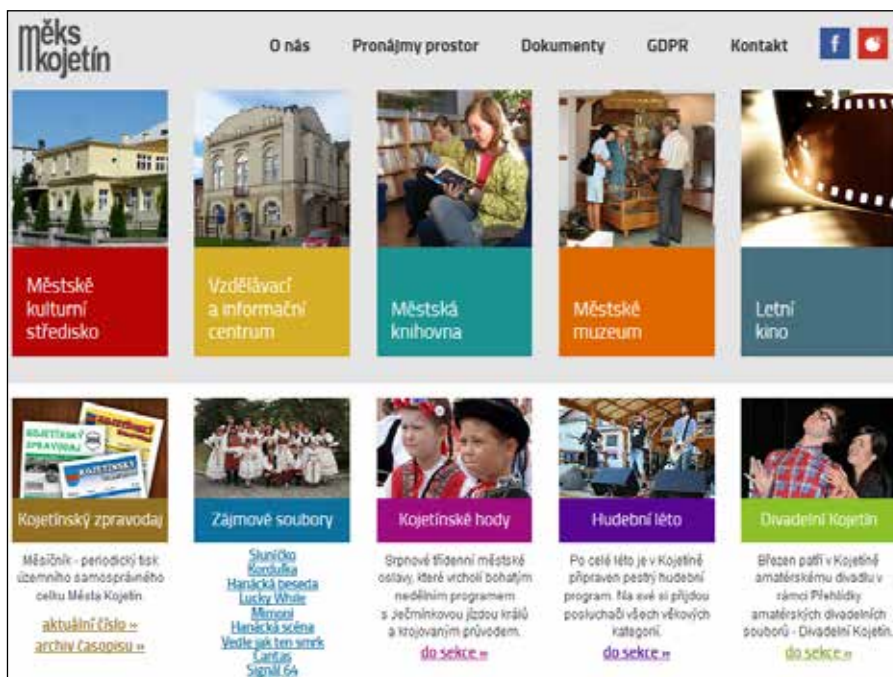 měks
kojetín
O nás Pronájmy prostor Dokumenty GDPR Kontakt
f
Městské
kulturní
středisko
Vzdělávací
a informační
centrum
Městská
knihovna
Městské
muzeum
Letní
kino
KOJETÍNSKÝ
ZPRAVODAJ
KOJETÍNSKÝ
Kojetínský zpravodaj
Měsíčník - periodický tisk
územního samosprávného
celku Města Kojetín.
aktuální číslo »
archiv časopisu »
Zájmové soubory
Sluníčko
Kordulka
Hanácká beseda
Lucky While
Mimoni
Hanácká scéna
Vedle jak ten smrk
Cantas
Signál 64
Kojetínské hody
Srpnové třídenní městské
oslavy, které vrcholí bohatým
nedělním programem
s Ječmínkovou jízdou králů
a krojovaným průvodem.
do sekce »
Hudební léto
Po celé léto je v Kojetíně
připraven pestrý hudební
program. Na své si přijdou
posluchači všech věkových
kategorií.
do sekce »
Divadelní Kojetín
Březen patří v Kojetíně
amatérskému divadlu v
rámci Přehlídky
amatérských divadelních
souborů - Divadelní Kojetín.
do sekce »